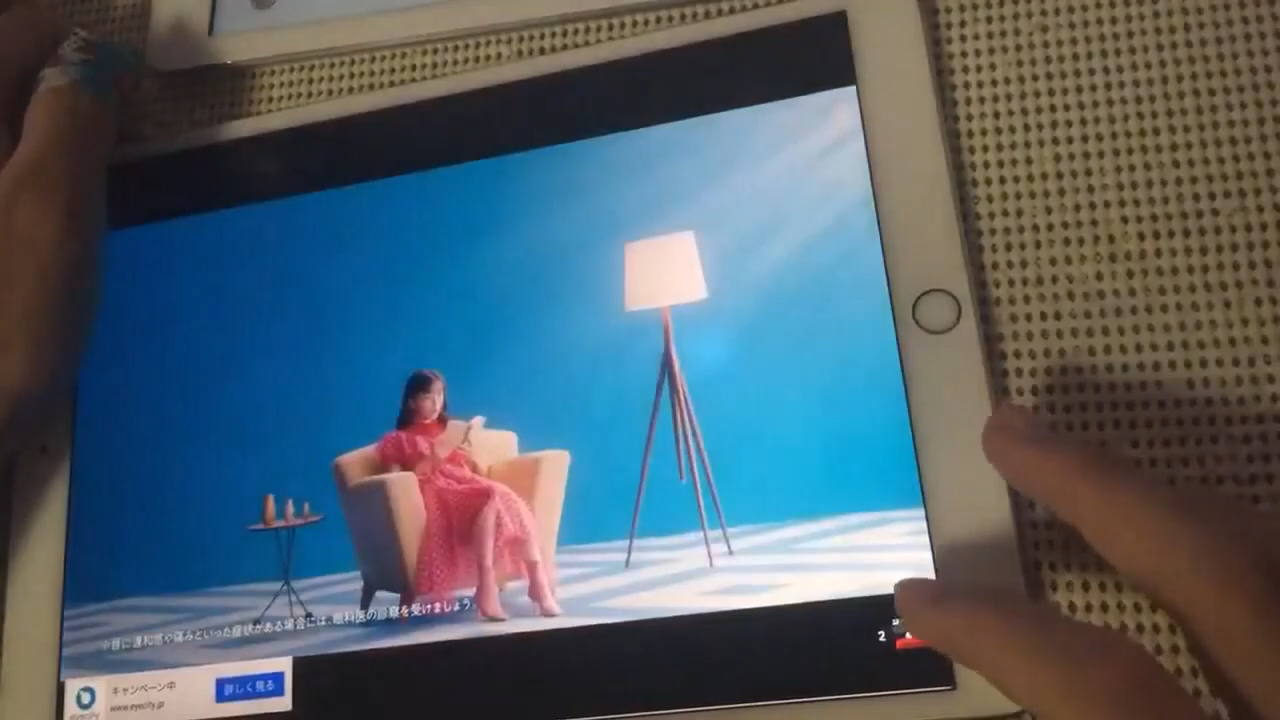 ※目に違和感や痛みといった症状がある場合には、眼科医の診察を受けましょう。
2
キャンペーン中
www.eyecity.jp
詳しく見る
eyecity